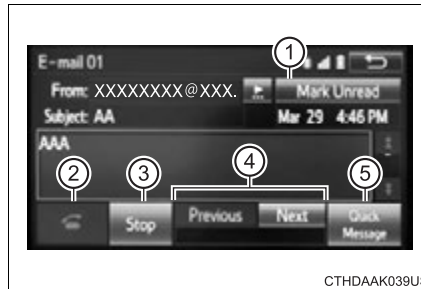 1
E-mail 01
From: XXXXXXXX@XXX.
Mark Unread
Subject: AA
Mar 29 4:46 PM
AAA
2
3
4
5
Stop
Previous
Next
Quick Message
CTHDAAK039U